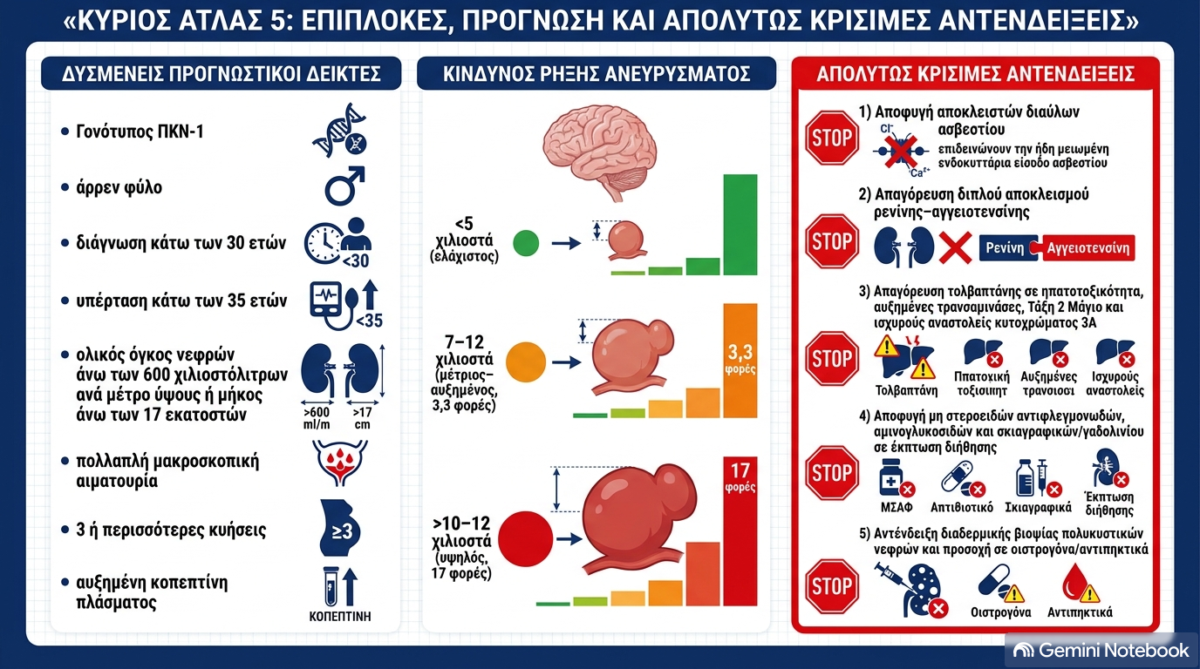 «ΚΥΡΙΟΣ ΑΤΛΑΣ 5: ΕΠΙΠΛΟΚΕΣ, ΠΡΟΓΝΩΣΗ ΚΑΙ ΑΠΟΛΥΤΩΣ ΚΡΙΣΙΜΕΣ ΑΝΤΕΝΔΕΙΞΕΙΣ»
ΔΥΣΜΕΝΕΙΣ ΠΡΟΓΝΩΣΤΙΚΟΙ ΔΕΙΚΤΕΣ
• Γονότυπος ΠΚΝ-1
• άρρεν φύλο
• διάγνωση κάτω των 30 ετών
<30
• υπέρταση κάτω των 35 ετών
<35
• ολικός όγκος νεφρών
άνω των 600 χιλιοστόλιτρων
ανά μέτρο ύψους ή μήκος
άνω των 17 εκατοστών
>600
ml/m
>17
cm
• πολλαπλή μακροσκοπική
αιματουρία
• 3 ή περισσότερες κυήσεις
≥3
• αυξημένη κοπεπτίνη
πλάσματος
ΚΟΠΕΠΤΙΝΗ
ΚΙΝΔΥΝΟΣ ΡΗΞΗΣ ΑΝΕΥΡΥΣΜΑΤΟΣ
<5
χιλιοστά
(ελάχιστος)
7–12
χιλιοστά
(μέτριος–
αυξημένος,
3,3 φορές)
3,3
φορές
>10–12
χιλιοστά
(υψηλός,
17 φορές)
17
φορές
ΑΠΟΛΥΤΩΣ ΚΡΙΣΙΜΕΣ ΑΝΤΕΝΔΕΙΞΕΙΣ
STOP
1) Αποφυγή αποκλειστών διαύλων
ασβεοτίου
Cl⁻
Ca²⁺
επιδεινώνουν την ήδη μειωμένη
ενδοκυττάρια είσοδο ασβεστίου
2) Απαγόρευση διπλού αποκλεισμού
ρενίνης–αγγειοτενσίνης
STOP
Ρενίνη
Αγγειοτενσίνη
3) Απαγόρευση τολβαπτάνης σε ηπατοτοξικότητα,
αυξημένες τρανσαμινάσες, Τάξη 2 Μάγιο και
ισχυρούς αναστολείς κυτοχρώματος 3Α
STOP
Τολβαπτάνη
Ππατοχική
τοξισιπητ
Αυξημένες
τρανσιοσι
Ισχυρούς
αναστολείς
4) Αποφυγή μη στεροειδών αντιφλεγμονωδών,
αμινογλυκοσιδών και σκιαγραφικών/γαδολινίου
σε έκπτωση διήθησης
STOP
ΜΣΑΦ
Απτιβιοτικό
Σκιαγραφικά
Έκπτωση
διήθησης
5) Αντένδειξη διαδερμικής βιοψίας πολυκυστικών
νεφρών και προσοχή σε οιστρογόνα/αντιπηκτικά
STOP
Οιστρογόνα
Αντιπηκτικά
Gemini Notebook